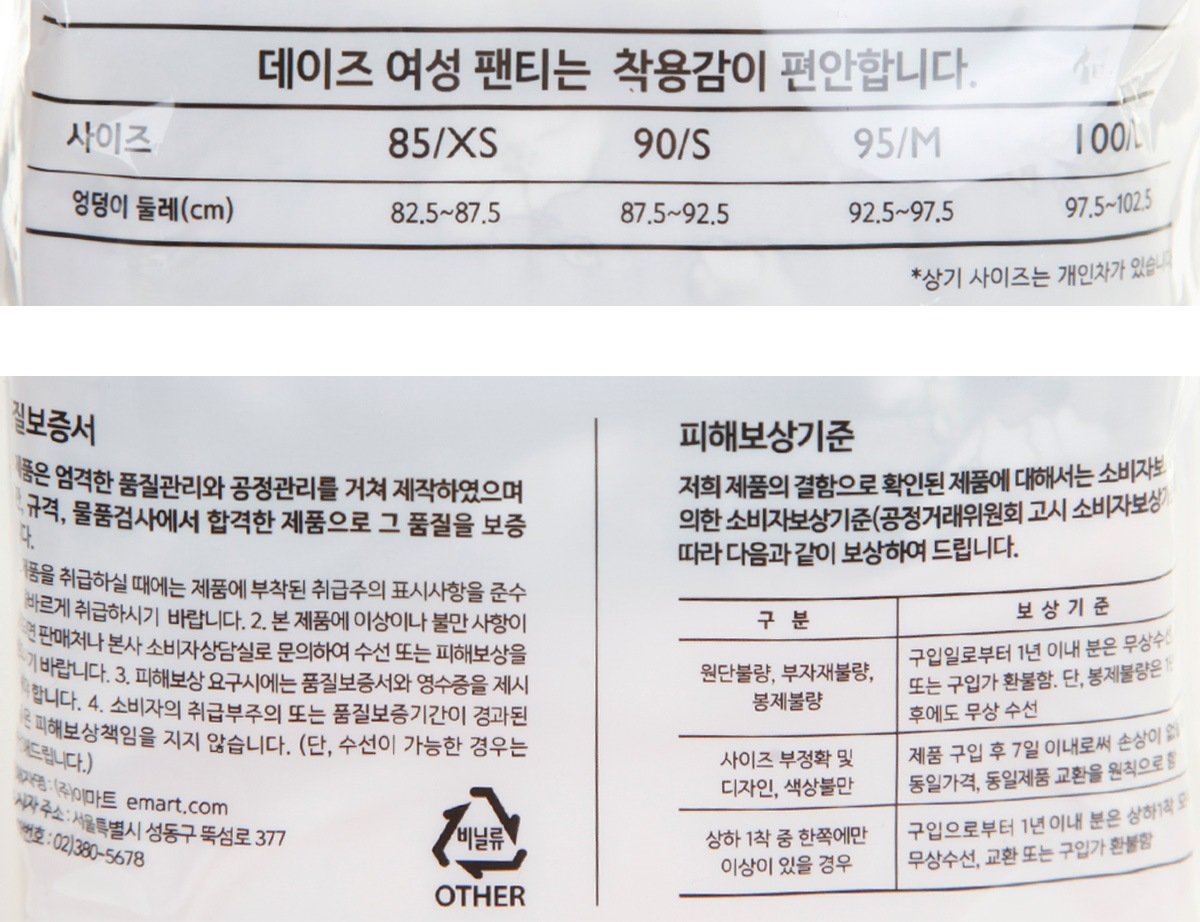 데이즈 여성 팬티는 착용감이 편안합니다.
사이즈 85/XS 90/S 95/M 100/L
엉덩이 둘레(cm) 82.5~87.5 87.5~92.5 92.5~97.5 97.5~102.5
*상기 사이즈는 개인차가 있습니
질보증서
제품은 엄격한 품질관리와 공정관리를 거쳐 제작하였으며
규격, 물품검사에서 합격한 제품으로 그 품질을 보증
다.
제품을 취급하실 때에는 제품에 부착된 취급주의 표시사항을 준수
바르게 취급하시기 바랍니다. 2. 본 제품에 이상이나 불만 사항이
면 판매처나 본사 소비자상담실로 문의하여 수선 또는 피해보상을
기 바랍니다. 3. 피해보상 요구시에는 품질보증서와 영수증을 제시
합니다. 4. 소비자의 취급부주의 또는 품질보증기간이 경과된
피해보상책임을 지지 않습니다. (단, 수선이 가능한 경우는
해드립니다.)
자명 : (주)이마트 emart.com
자 주소 : 서울특별시 성동구 뚝섬로 377
번호 : 02)380-5678
비닐류
OTHER
피해보상기준
저희 제품의 결함으로 확인된 제품에 대해서는 소비자보
의한 소비자보상기준(공정거래위원회 고시 소비자보상기
따라 다음과 같이 보상하여 드립니다.
구 분 보 상 기 준
원단불량, 부자재불량,
봉제불량
구입일로부터 1년 이내 분은 무상수선
또는 구입가 환불함. 단, 봉제불량은 1년
후에도 무상 수선
사이즈 부정확 및
디자인, 색상불만
제품 구입 후 7일 이내로써 손상이 없
동일가격, 동일제품 교환을 원칙으로 함
상하 1착 중 한쪽에만
이상이 있을 경우
구입으로부터 1년 이내 분은 상하1착 모
무상수선, 교환 또는 구입가 환불함